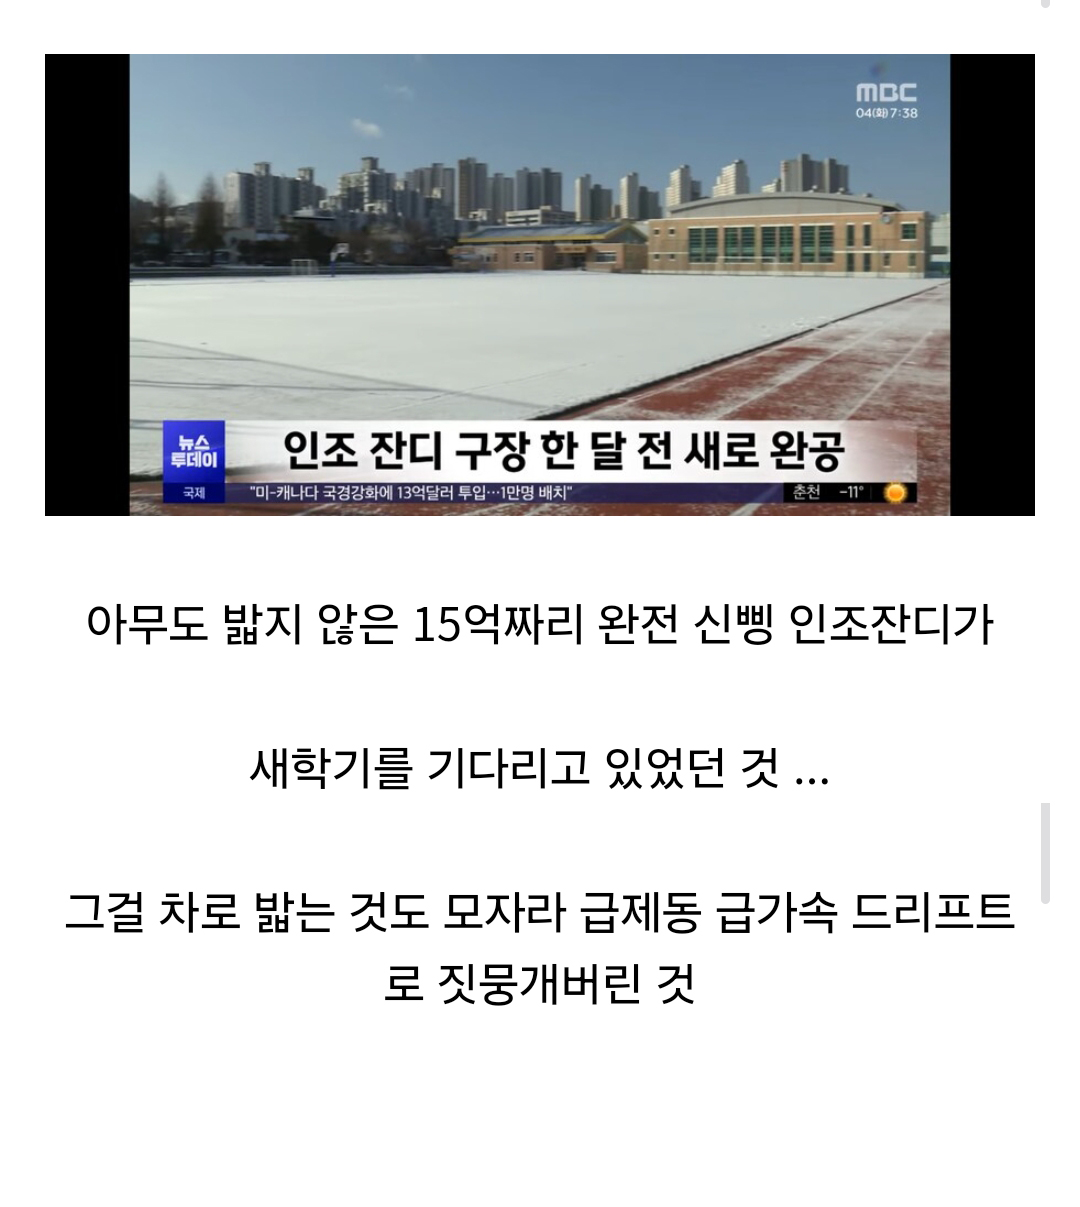 MBC
04(화) 7:38
뉴스
투데이
인조 잔디 구장 한 달 전 새로 완공
국제
"미-캐나다 국경강화에 13억달러 투입…1만명 배치"
춘천 -11°
아무도 밟지 않은 15억짜리 완전 신삥 인조잔디가
새학기를 기다리고 있었던 것 ...
그걸 차로 밟는 것도 모자라 급제동 급가속 드리프트
로 짓뭉개버린 것